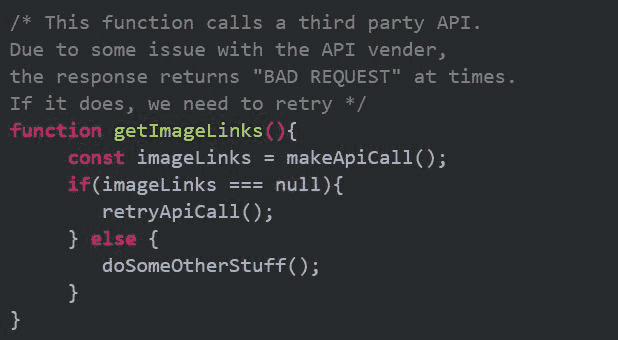 /* This function calls a third party API.
Due to some issue with the API vender,
the response returns "BAD REQUEST" at times.
If it does, we need to retry */
function getImageLinks(){
     const imageLinks = makeApiCall();
     if(imageLinks === null){
        retryApiCall();
     } else {
        doSomeOtherStuff();
     }
}